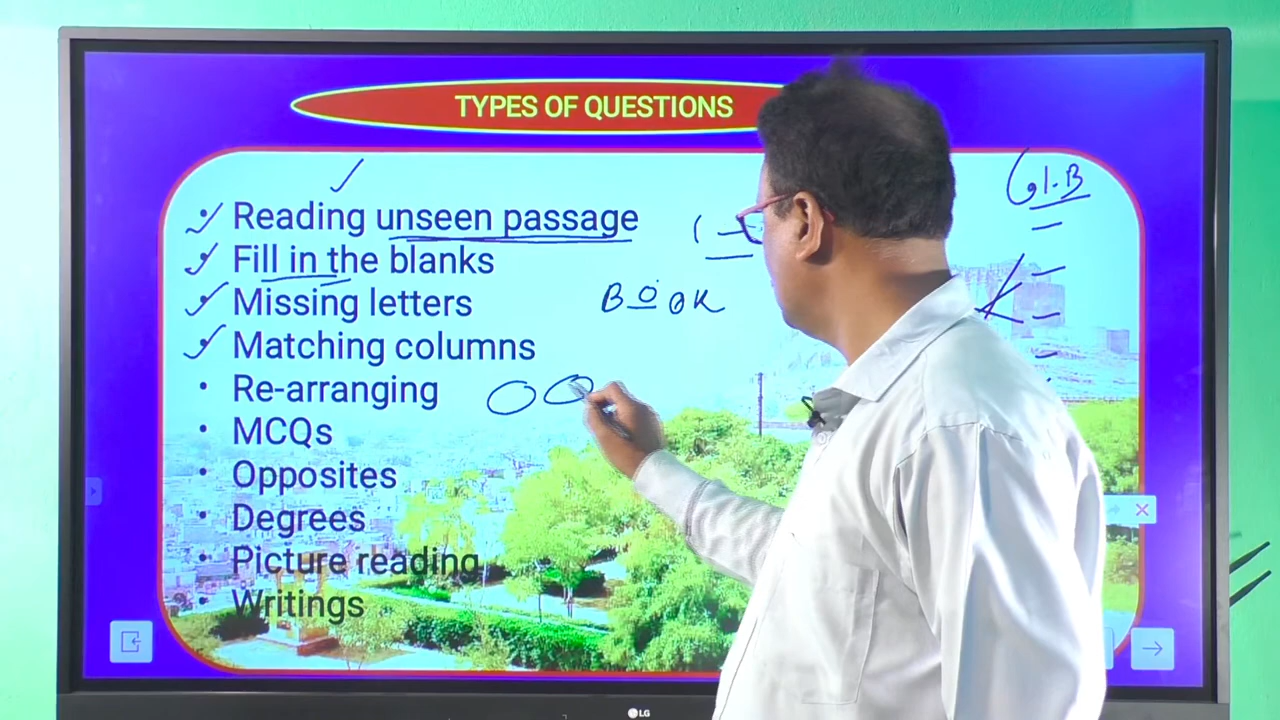 TYPES OF QUESTIONS
• Reading unseen passage
• Fill in the blanks
• Missing letters
BOOK
• Matching columns
• Re-arranging
• MCQs
• Opposites
• Degrees
• Picture reading
• Writings
LG